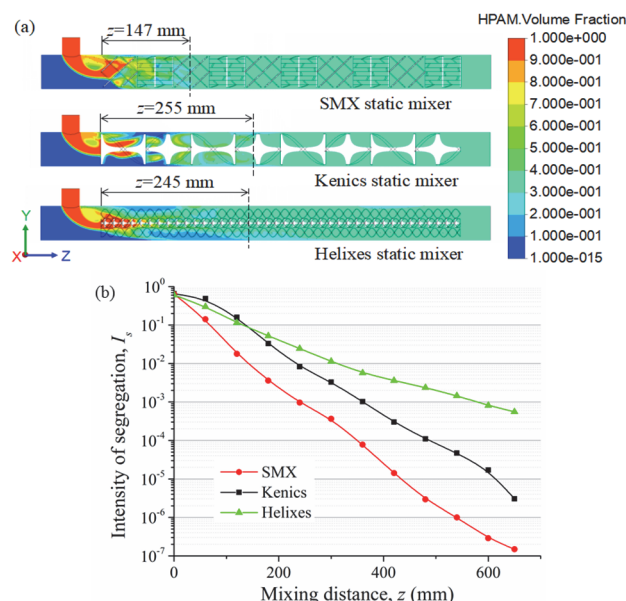 (a)
z=147 mm
SMX static mixer
z=255 mm
Kenics static mixer
z=245 mm
Helixes static mixer
Y
X
Z
HPAM.Volume Fraction
1.000e+000
9.000e-001
8.000e-001
7.000e-001
6.000e-001
5.000e-001
4.000e-001
3.000e-001
2.000e-001
1.000e-001
1.000e-015
(b)
Intensity of segregation, Is
10^0
10^-1
10^-2
10^-3
10^-4
10^-5
10^-6
10^-7
SMX
Kenics
Helixes
0 200 400 600
Mixing distance, z (mm)